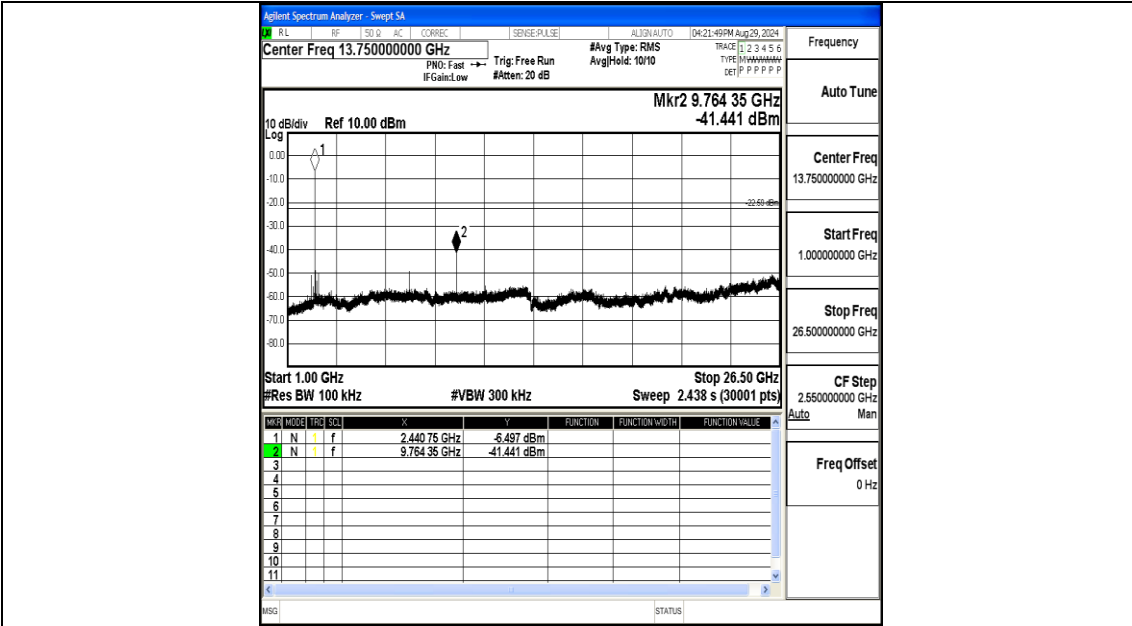 Agilent Spectrum Analyzer - Swept SA
RL RF 50 Ω AC CORREC SENSE:PULSE ALIGN AUTO 04:21:49PM Aug 29, 2024
Center Freq 13.750000000 GHz
PNO: Fast
IFGain:Low
Trig: Free Run
#Atten: 20 dB
#Avg Type: RMS
Avg|Hold: 10/10
TRACE 1 2 3 4 5 6
TYPE
DET P P P P P P
Mkr2 9.764 35 GHz
-41.441 dBm
10 dB/div Ref 10.00 dBm
Log
0.00
-10.0
-20.0
-30.0
-40.0
-50.0
-60.0
-70.0
-80.0
1
2
Start 1.00 GHz Stop 26.50 GHz
#Res BW 100 kHz #VBW 300 kHz Sweep 2.438 s (30001 pts)
MKR MODE TRC SCL X Y FUNCTION FUNCTION WIDTH FUNCTION VALUE
1 N 1 f 2.440 75 GHz -6.497 dBm
2 N 1 f 9.764 35 GHz -41.441 dBm
3
4
5
6
7
8
9
10
11
MSG STATUS
Frequency
Auto Tune
Center Freq
13.750000000 GHz
Start Freq
1.000000000 GHz
Stop Freq
26.500000000 GHz
CF Step
2.550000000 GHz
Auto Man
Freq Offset
0 Hz